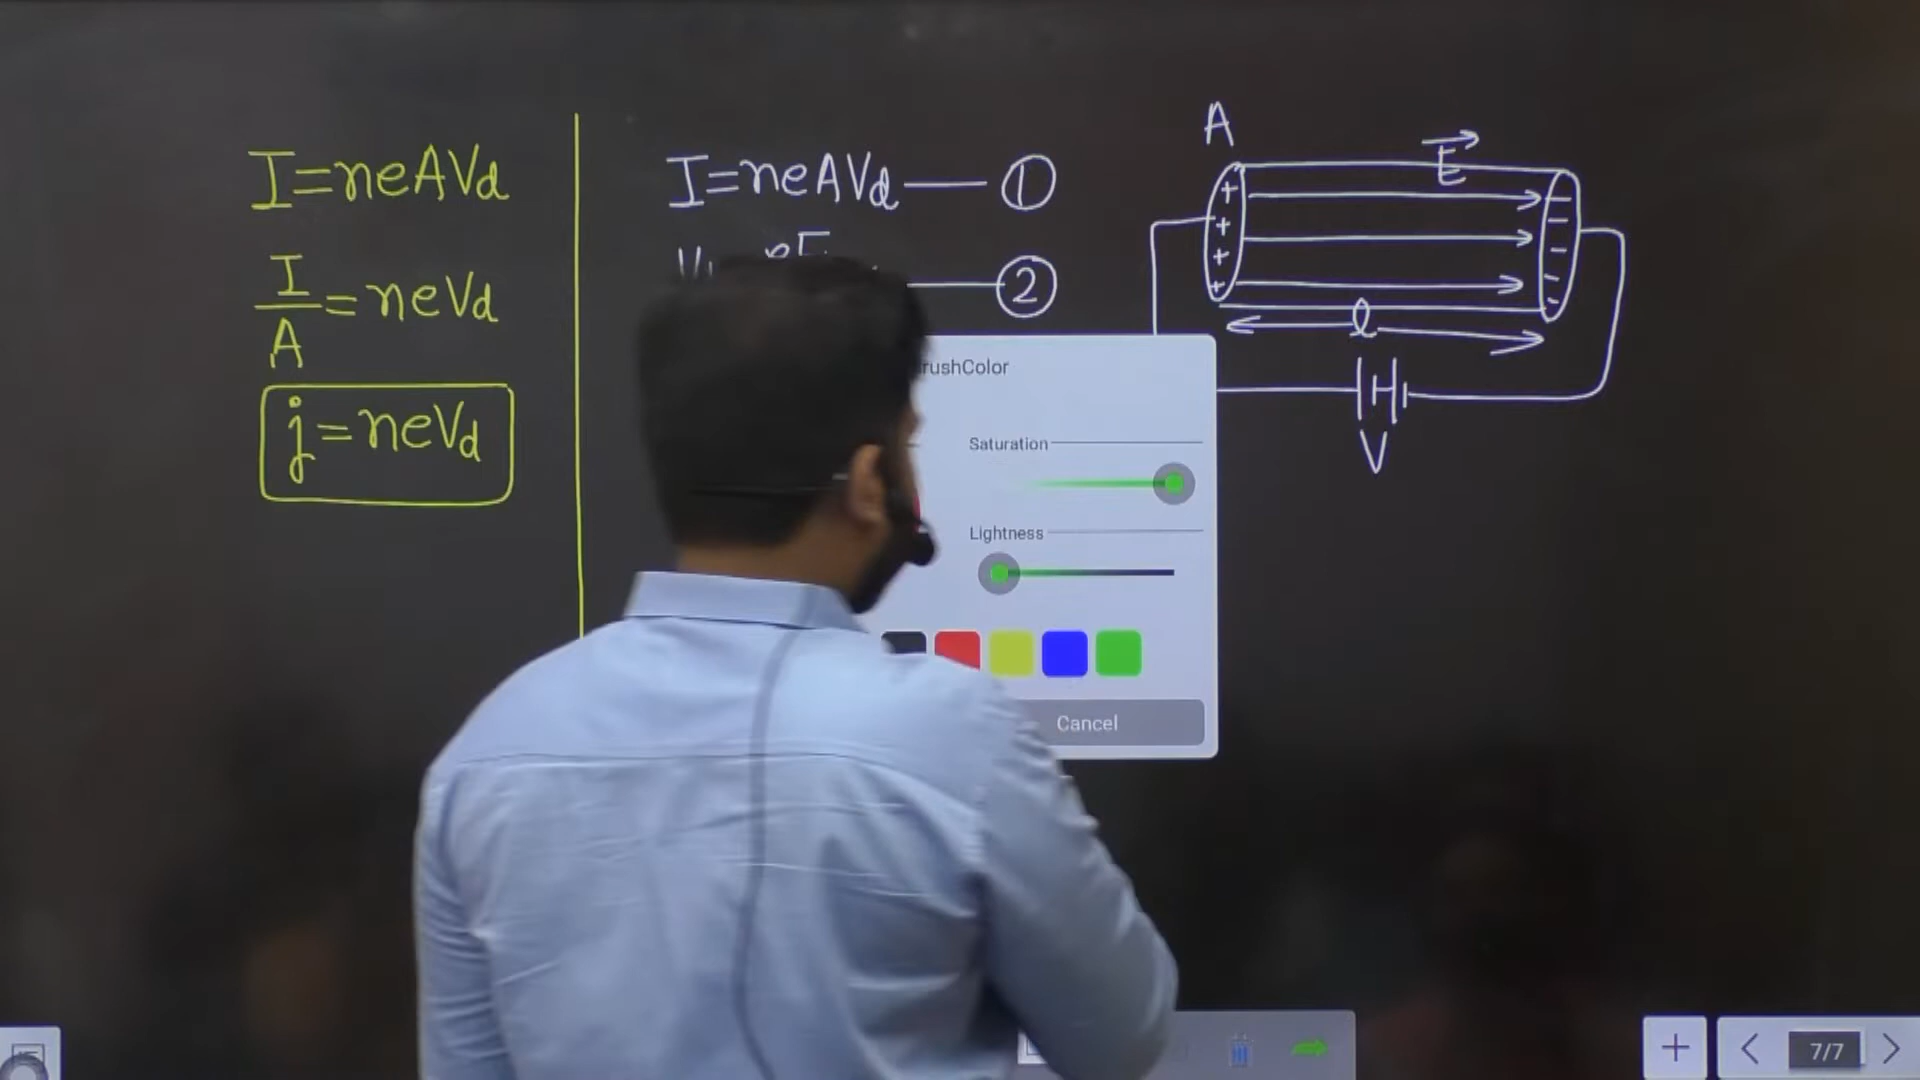 I=neAVd
I/A=neVd
j=neVd
I=neAVd — ①
②
A
E
+
+
+
+
l
V
rushColor
Saturation
Lightness
Cancel
+
<
7/7
>